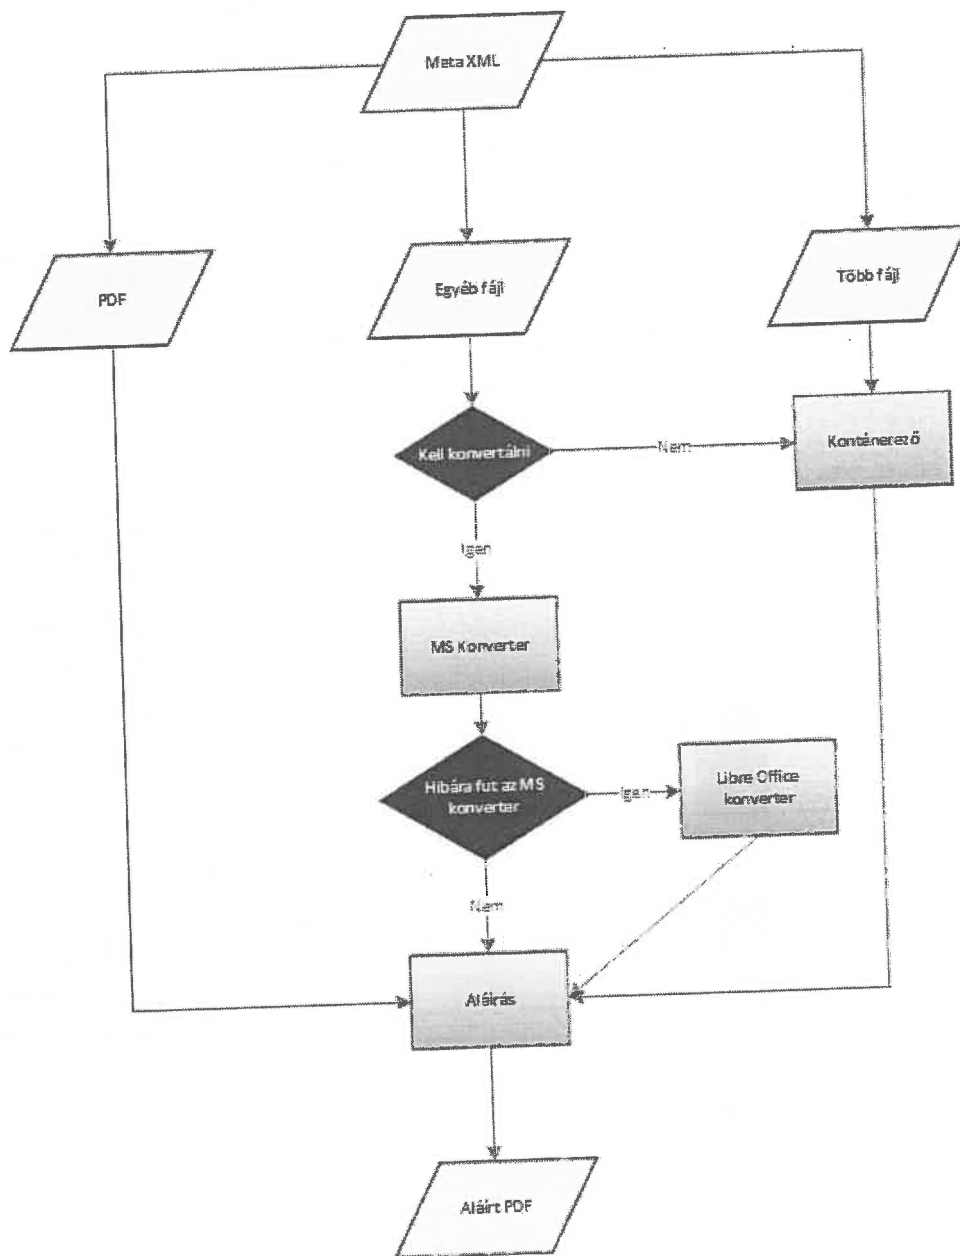 Meta XML
PDF
Egyéb fájl
Több fájl
Kell konvertálni
Nem
Konténerező
Igen
MS Konverter
Hibára fut az MS
konverter
Igen
Libre Office
konverter
Nem
Aláírás
Aláírt PDF